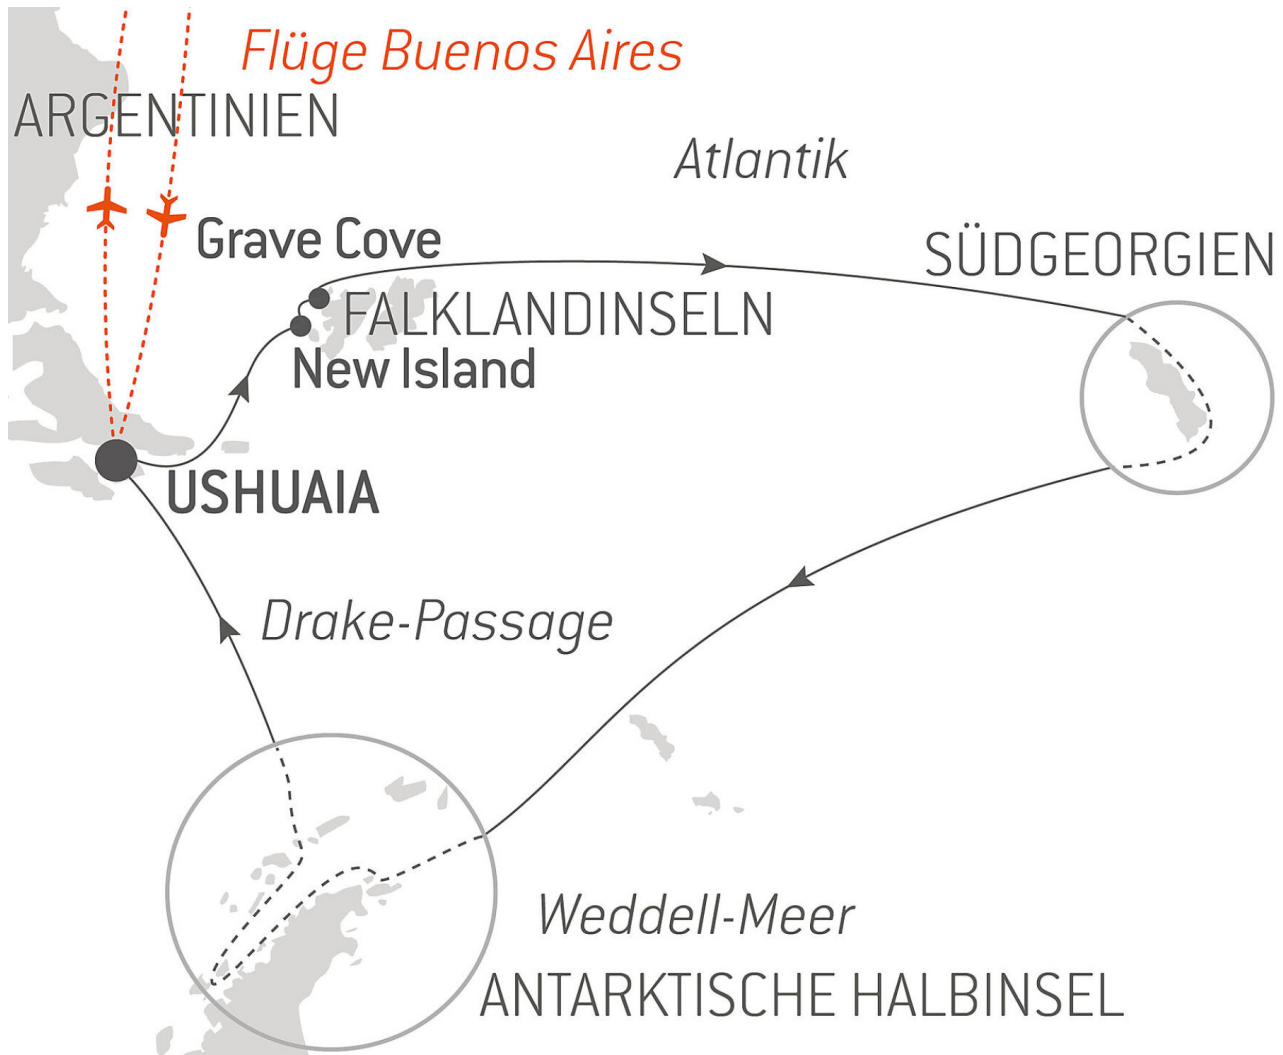 Flüge Buenos Aires
ARGENTINIEN
Atlantik
Grave Cove
SÜDGEORGIEN
FALKLANDINSELN
New Island
USHUAIA
Drake-Passage
Weddell-Meer
ANTARKTISCHE HALBINSEL